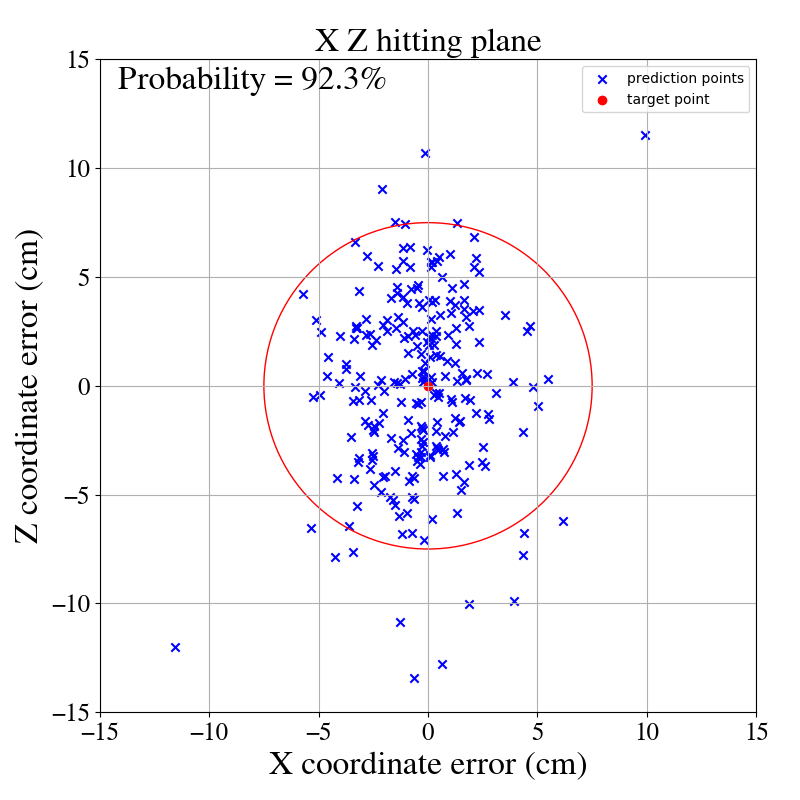 X Z hitting plane
Probability = 92.3%
prediction points
target point
Z coordinate error (cm)
15
10
5
0
−5
−10
−15
−15 −10 −5 0 5 10 15
X coordinate error (cm)